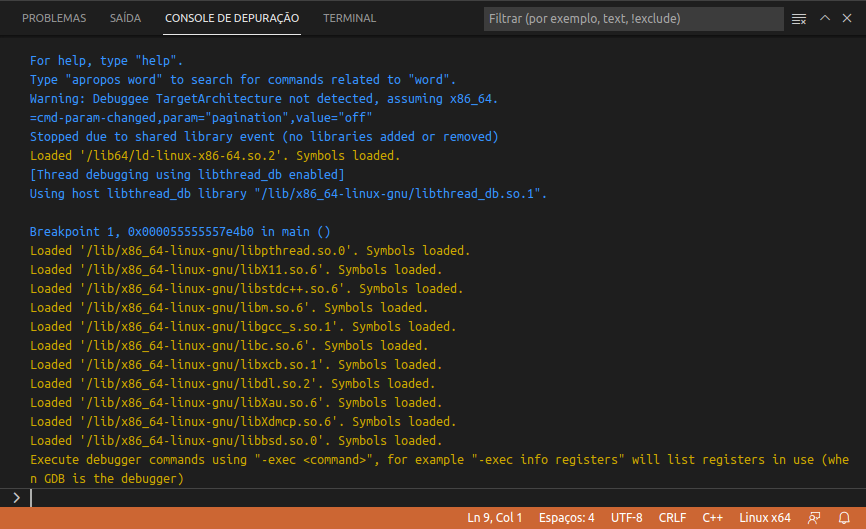 PROBLEMAS SAÍDA CONSOLE DE DEPURAÇÃO TERMINAL Filtrar (por exemplo, text, !exclude)
For help, type "help".
Type "apropos word" to search for commands related to "word".
Warning: Debuggee TargetArchitecture not detected, assuming x86_64.
=cmd-param-changed,param="pagination",value="off"
Stopped due to shared library event (no libraries added or removed)
Loaded '/lib64/ld-linux-x86-64.so.2'. Symbols loaded.
[Thread debugging using libthread_db enabled]
Using host libthread_db library "/lib/x86_64-linux-gnu/libthread_db.so.1".
Breakpoint 1, 0x000055555557e4b0 in main ()
Loaded '/lib/x86_64-linux-gnu/libpthread.so.0'. Symbols loaded.
Loaded '/lib/x86_64-linux-gnu/libX11.so.6'. Symbols loaded.
Loaded '/lib/x86_64-linux-gnu/libstdc++.so.6'. Symbols loaded.
Loaded '/lib/x86_64-linux-gnu/libm.so.6'. Symbols loaded.
Loaded '/lib/x86_64-linux-gnu/libgcc_s.so.1'. Symbols loaded.
Loaded '/lib/x86_64-linux-gnu/libc.so.6'. Symbols loaded.
Loaded '/lib/x86_64-linux-gnu/libxcb.so.1'. Symbols loaded.
Loaded '/lib/x86_64-linux-gnu/libdl.so.2'. Symbols loaded.
Loaded '/lib/x86_64-linux-gnu/libXau.so.6'. Symbols loaded.
Loaded '/lib/x86_64-linux-gnu/libXdmcp.so.6'. Symbols loaded.
Loaded '/lib/x86_64-linux-gnu/libbsd.so.0'. Symbols loaded.
Execute debugger commands using "-exec <command>", for example "-exec info registers" will list registers in use (whe
n GDB is the debugger)
>
Ln 9, Col 1 Espaços: 4 UTF-8 CRLF C++ Linux x64